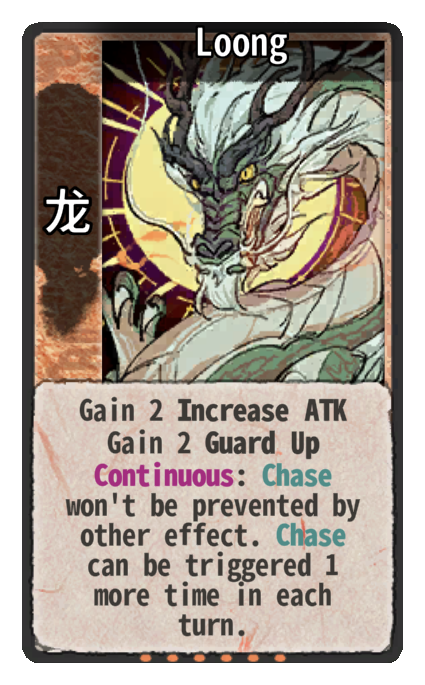 Loong
龙
Gain 2 Increase ATK
Gain 2 Guard Up
Continuous: Chase
won't be prevented by
other effect. Chase
can be triggered 1
more time in each
turn.